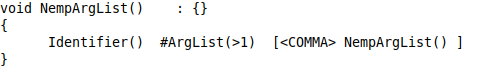 void NempArgList()    : {}
{
      Identifier()  #ArgList(>1)  [<COMMA> NempArgList() ]
}